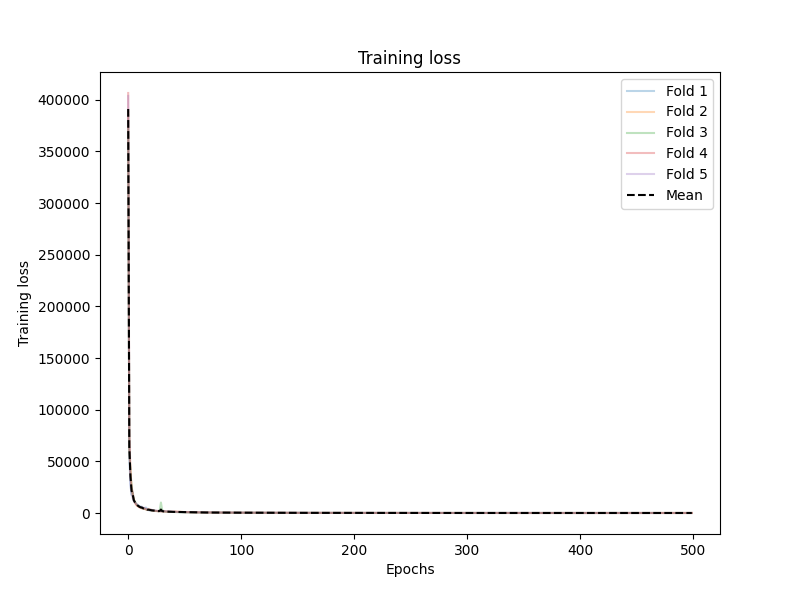 Training loss
400000
350000
300000
250000
200000
150000
100000
50000
0
Training loss
Fold 1
Fold 2
Fold 3
Fold 4
Fold 5
Mean
0 100 200 300 400 500
Epochs